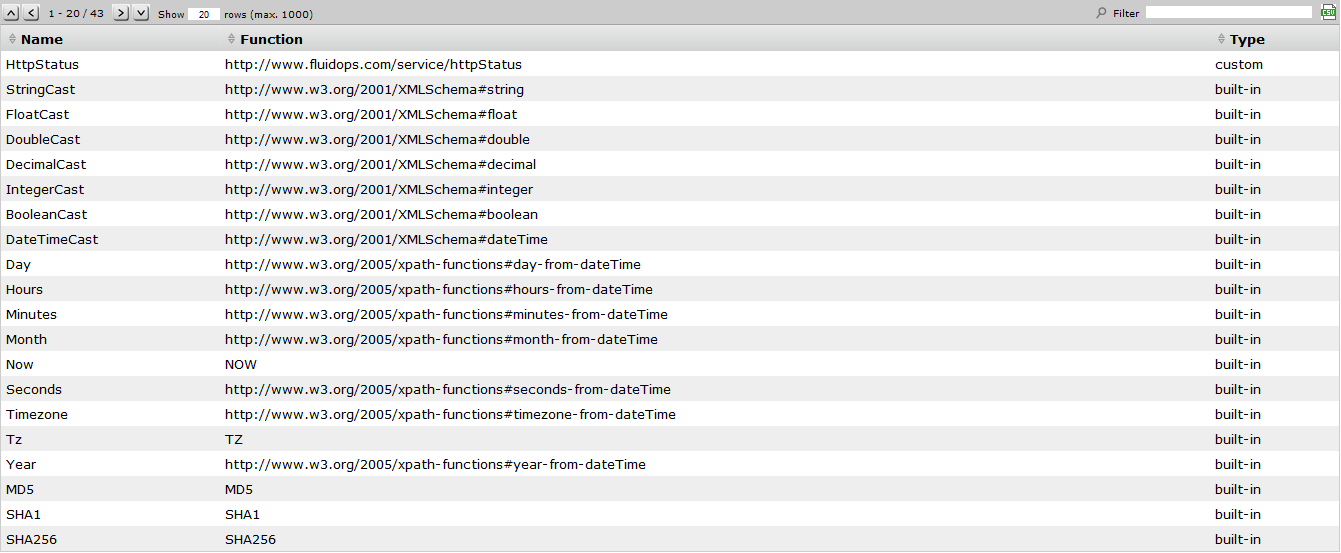 1 - 20 / 43 Show 20 rows (max. 1000) Filter CSV
Name Function Type
HttpStatus http://www.fluidops.com/service/httpStatus custom
StringCast http://www.w3.org/2001/XMLSchema#string built-in
FloatCast http://www.w3.org/2001/XMLSchema#float built-in
DoubleCast http://www.w3.org/2001/XMLSchema#double built-in
DecimalCast http://www.w3.org/2001/XMLSchema#decimal built-in
IntegerCast http://www.w3.org/2001/XMLSchema#integer built-in
BooleanCast http://www.w3.org/2001/XMLSchema#boolean built-in
DateTimeCast http://www.w3.org/2001/XMLSchema#dateTime built-in
Day http://www.w3.org/2005/xpath-functions#day-from-dateTime built-in
Hours http://www.w3.org/2005/xpath-functions#hours-from-dateTime built-in
Minutes http://www.w3.org/2005/xpath-functions#minutes-from-dateTime built-in
Month http://www.w3.org/2005/xpath-functions#month-from-dateTime built-in
Now NOW built-in
Seconds http://www.w3.org/2005/xpath-functions#seconds-from-dateTime built-in
Timezone http://www.w3.org/2005/xpath-functions#timezone-from-dateTime built-in
Tz TZ built-in
Year http://www.w3.org/2005/xpath-functions#year-from-dateTime built-in
MD5 MD5 built-in
SHA1 SHA1 built-in
SHA256 SHA256 built-in